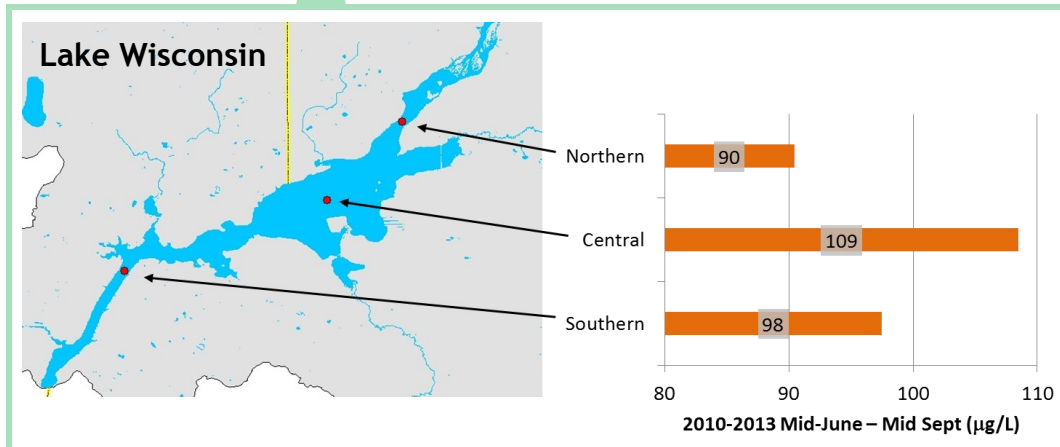 Lake Wisconsin
Northern
90
Central
109
Southern
98
80 90 100 110
2010-2013 Mid-June – Mid Sept (µg/L)